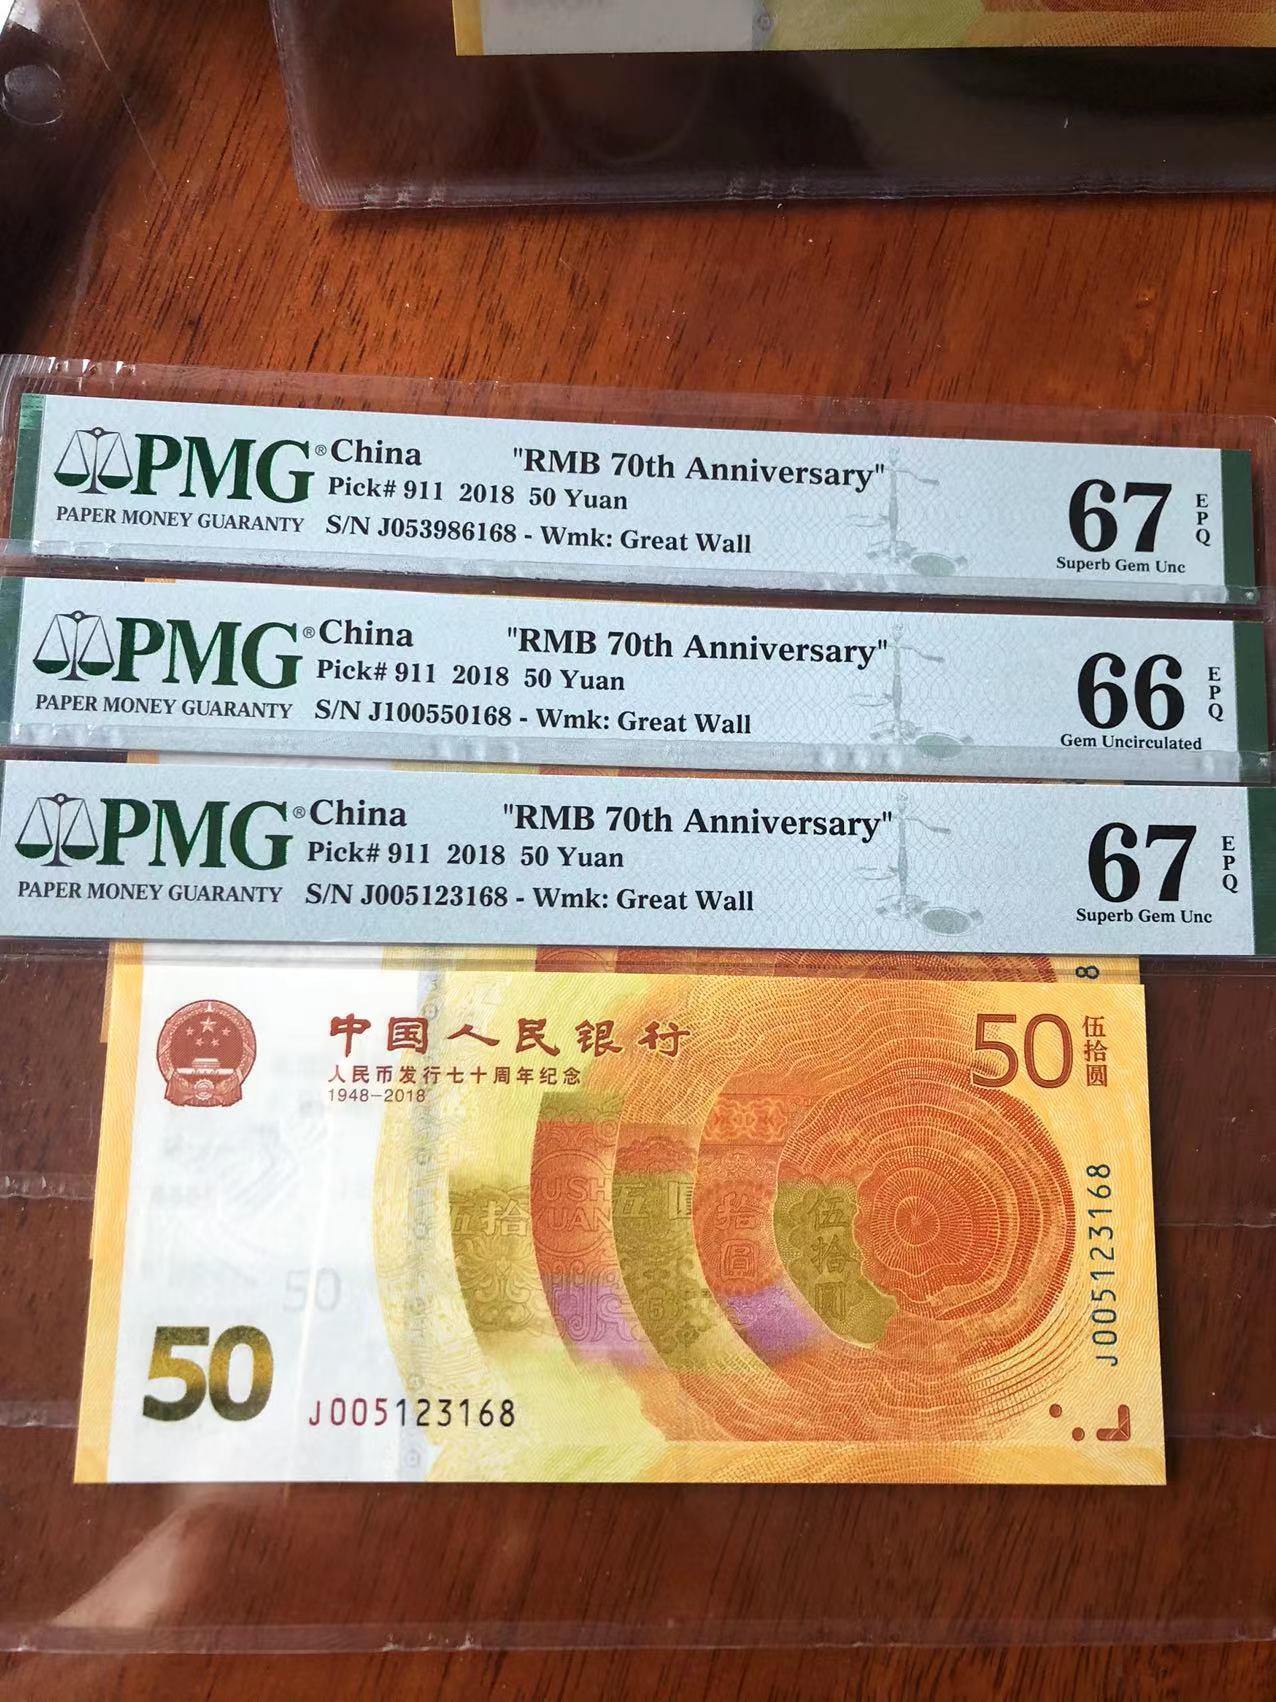 PMG® China "RMB 70th Anniversary" 67 EPQ
Pick# 911 2018 50 Yuan
PAPER MONEY GUARANTY S/N J053986168 - Wmk: Great Wall Superb Gem Unc
PMG® China "RMB 70th Anniversary" 66 EPQ
Pick# 911 2018 50 Yuan
PAPER MONEY GUARANTY S/N J100550168 - Wmk: Great Wall Gem Uncirculated
PMG® China "RMB 70th Anniversary" 67 EPQ
Pick# 911 2018 50 Yuan
PAPER MONEY GUARANTY S/N J005123168 - Wmk: Great Wall Superb Gem Unc
8
中国人民银行 50 伍拾圆
人民币发行七十周年纪念
1948-2018
伍拾 五圆 拾圆 伍拾圆
J005123168
50
50 J005123168